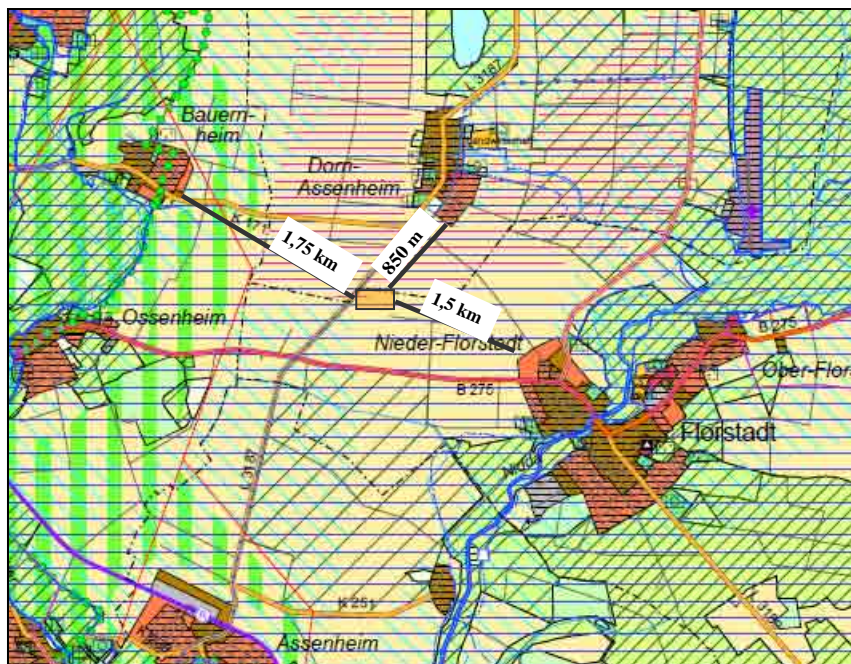 L 3187
Bauern-
heim
Dorn-
Assenheim
1,75 km
850 m
1,5 km
Ossenheim
Nieder-Florstadt
B 275
B 275
Ober-Flors
Florstadt
Nidda
L 3187
K 251
Assenheim